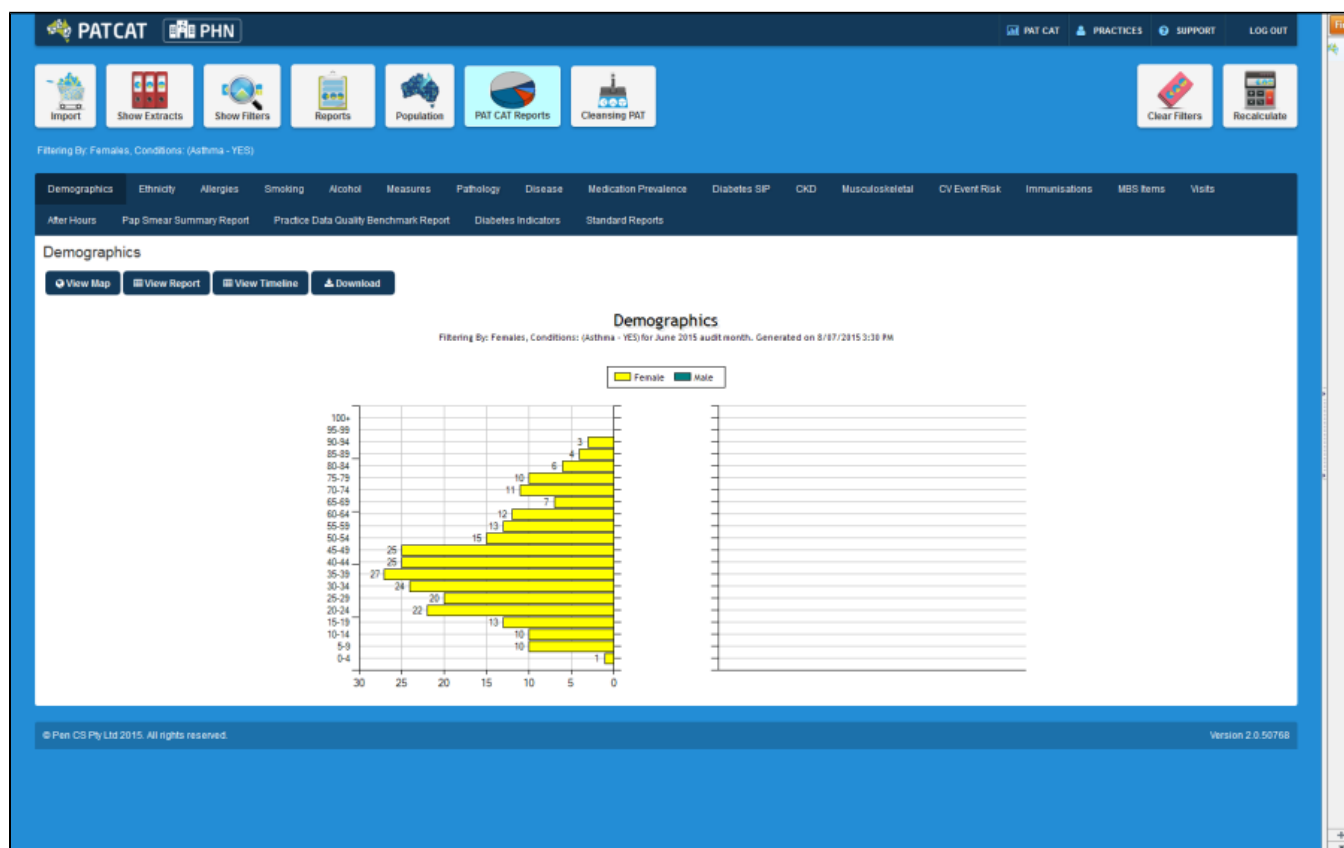 PATCAT PHN PAT CAT PRACTICES SUPPORT LOG OUT
Import Show Extracts Show Filters Reports Population PAT CAT Reports Cleansing PAT Clear Filters Recalculate
Filtering By: Females, Conditions: (Asthma - YES)
Demographics Ethnicity Allergies Smoking Alcohol Measures Pathology Disease Medication Prevalence Diabetes SIP CKD Musculoskeletal CV Event Risk Immunisations MBS Items Visits
After Hours Pap Smear Summary Report Practice Data Quality Benchmark Report Diabetes Indicators Standard Reports
Demographics
View Map View Report View Timeline Download
Demographics
Filtering By: Females, Conditions: (Asthma - YES) for June 2015 audit month. Generated on 8/07/2015 3:30 PM
Female Male
100+
95-99
90-94 3
85-89 4
80-84 6
75-79 10
70-74 11
65-69 7
60-64 12
55-59 13
50-54 15
45-49 25
40-44 25
35-39 27
30-34 24
25-29 20
20-24 22
15-19 13
10-14 10
5-9 10
0-4 1
30 25 20 15 10 5 0
© Pen CS Pty Ltd 2015. All rights reserved. Version 2.0.50768